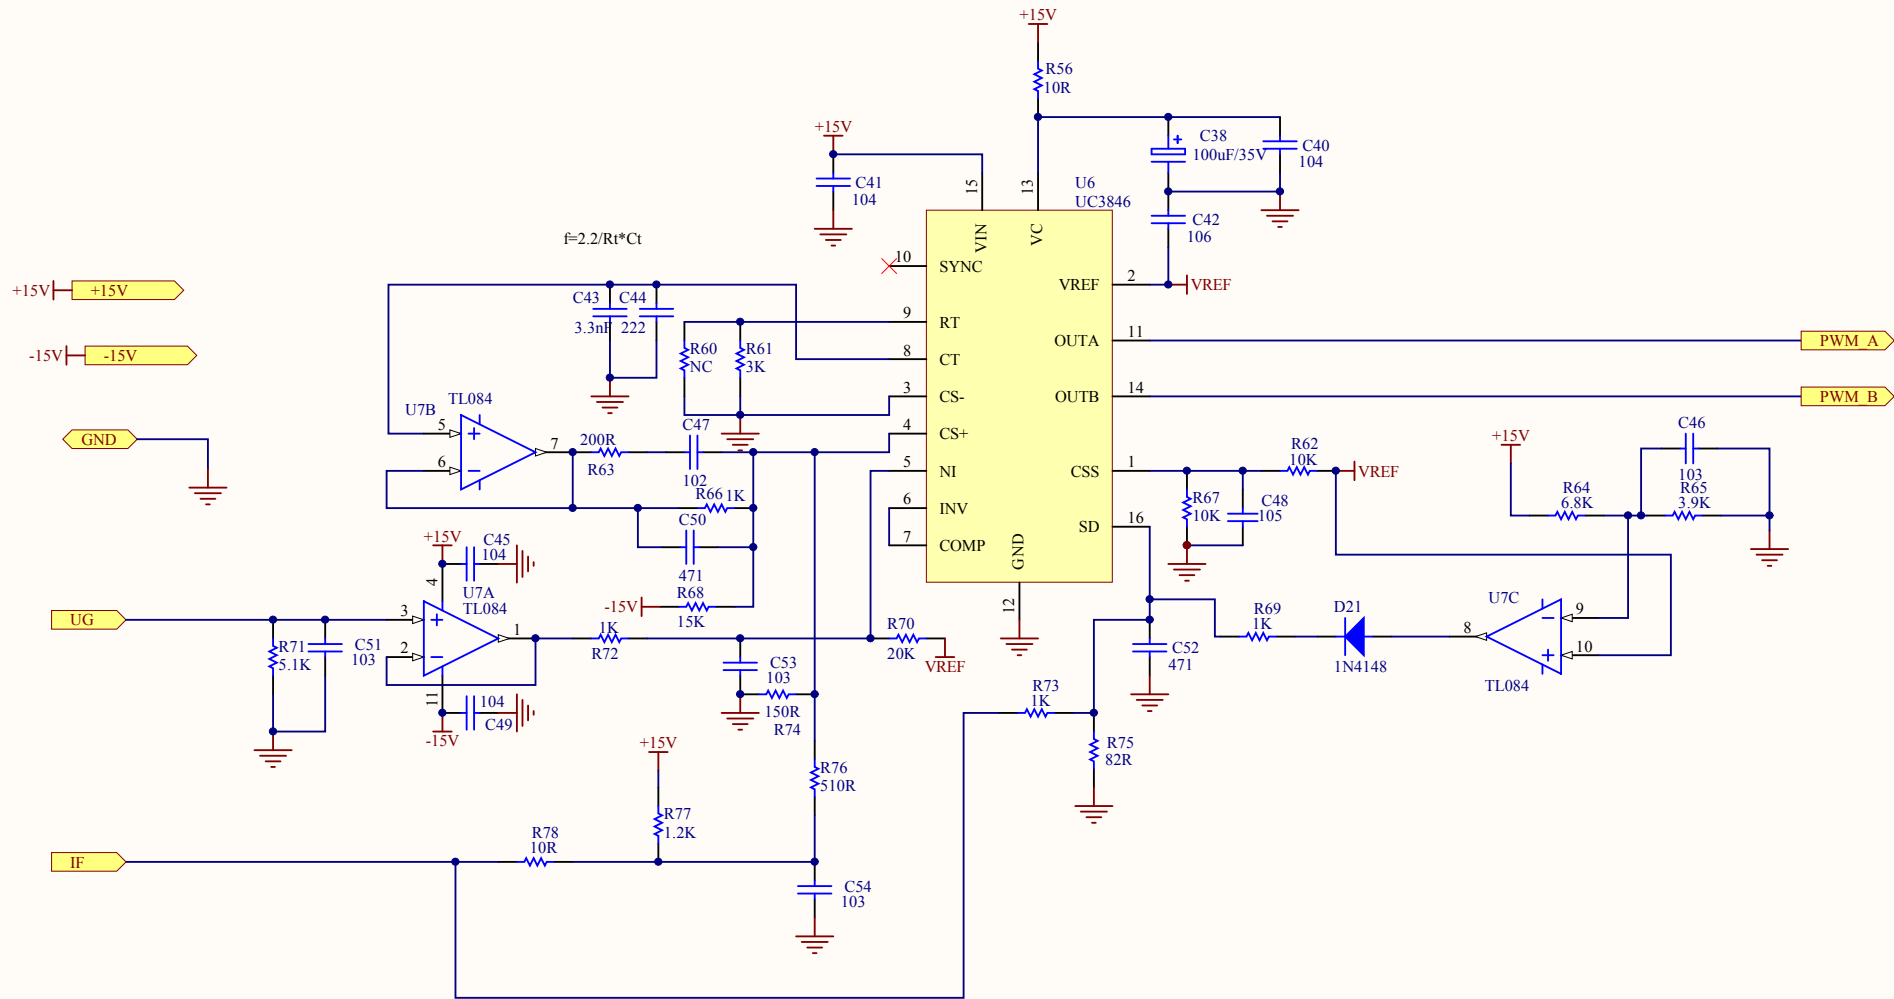 +15V
R56
10R
+15V
C38
100uF/35V
C40
104
C41
104
15
13
U6
UC3846
C42
106
f=2.2/Rt*Ct
VIN
VC
10
SYNC
VREF
2
VREF
+15V
+15V
C43
3.3nF
C44
222
9
RT
OUTA
11
PWM_A
-15V
-15V
R60
NC
R61
3K
8
CT
3
CS-
OUTB
14
PWM_B
TL084
U7B
5
6
7
GND
200R
R63
C47
102
4
CS+
5
NI
CSS
1
R62
10K
VREF
+15V
C46
103
R64
6.8K
R65
3.9K
R66
1K
6
INV
R67
10K
C48
105
C50
471
7
COMP
SD
16
GND
12
+15V
C45
104
4
U7A
TL084
R68
15K
-15V
U7C
9
8
10
TL084
UG
3
2
1
11
1K
R72
R70
20K
VREF
R69
1K
D21
1N4148
R71
5.1K
C51
103
C53
103
C52
471
104
C49
-15V
150R
R74
R73
1K
R75
82R
+15V
R76
510R
R77
1.2K
R78
10R
IF
C54
103